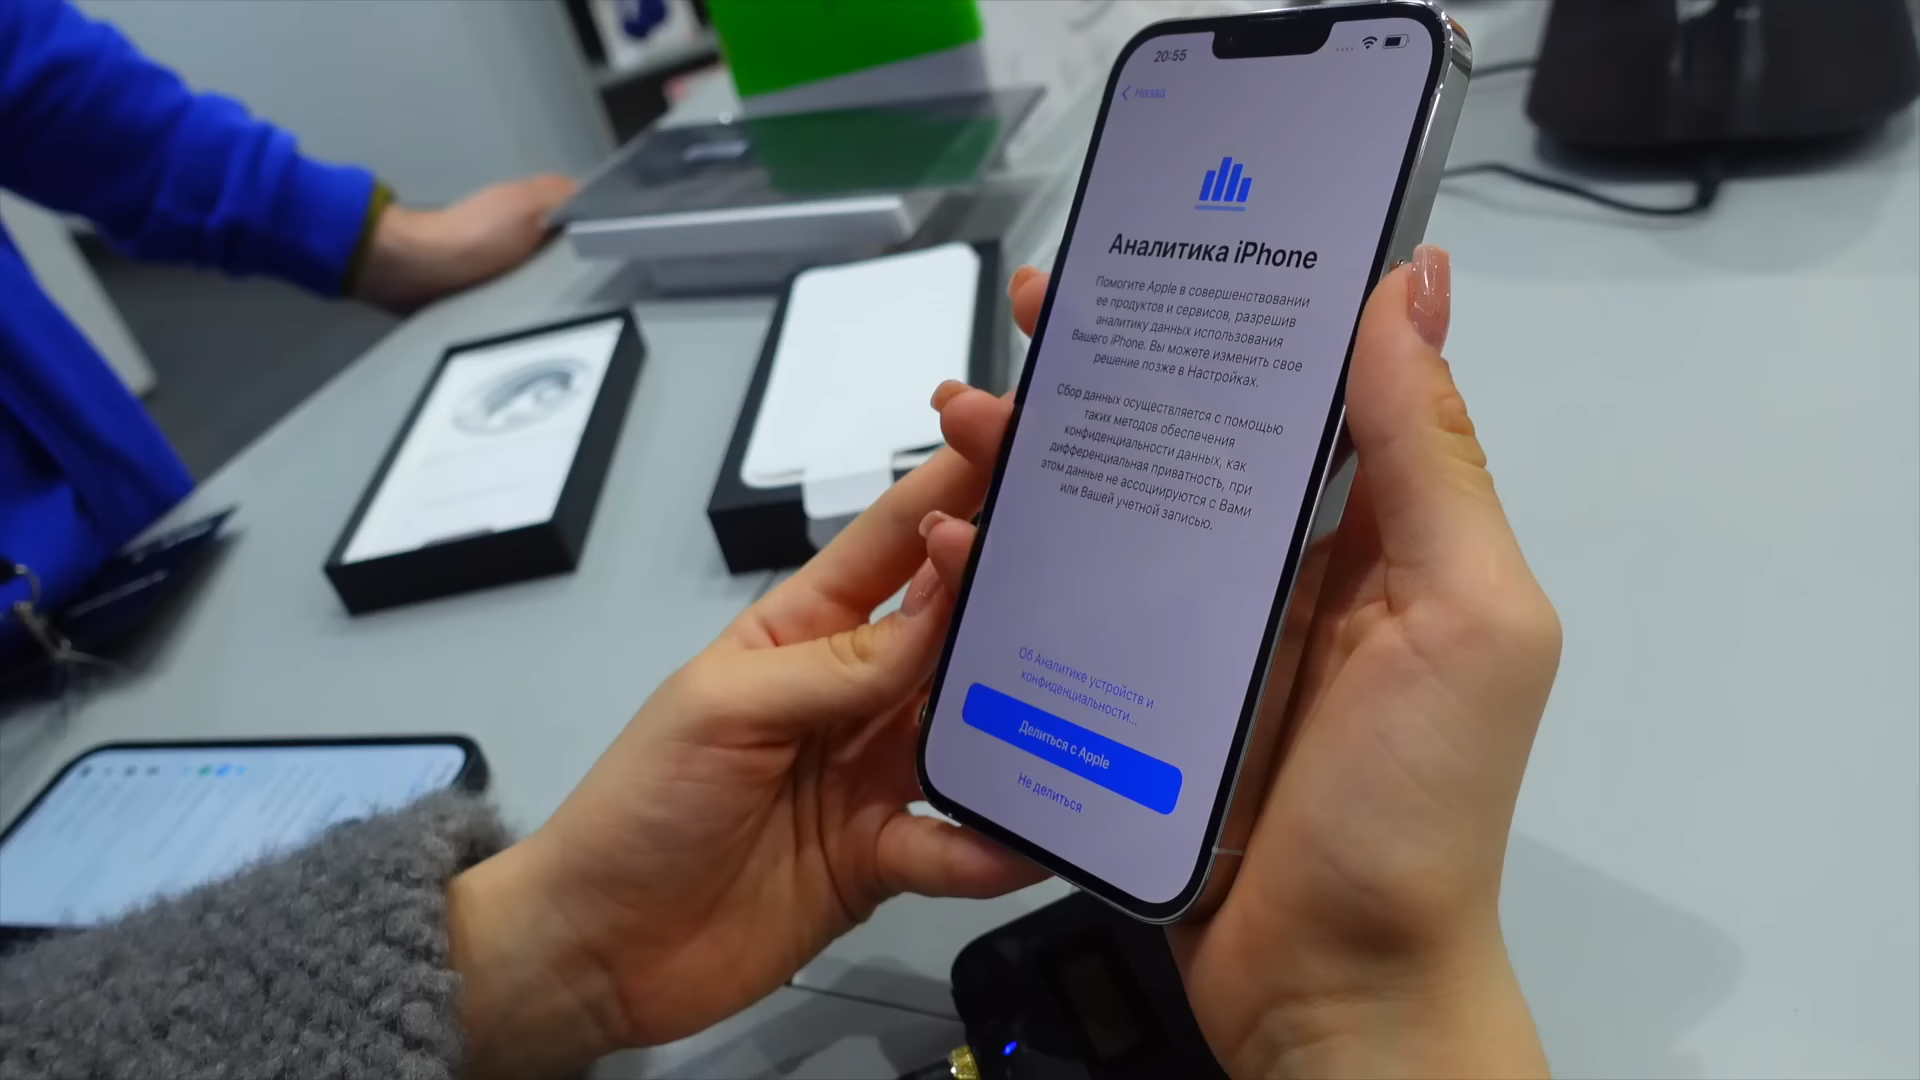 20:55
Назад
Аналитика iPhone
Помогите Apple в совершенствовании
ее продуктов и сервисов, разрешив
аналитику данных использования
Вашего iPhone. Вы можете изменить свое
решение позже в Настройках.
Сбор данных осуществляется с помощью
таких методов обеспечения
конфиденциальности данных, как
дифференциальная приватность, при
этом данные не ассоциируются с Вами
или Вашей учетной записью.
Об Аналитике устройств и
конфиденциальности...
Делиться с Apple
Не делиться